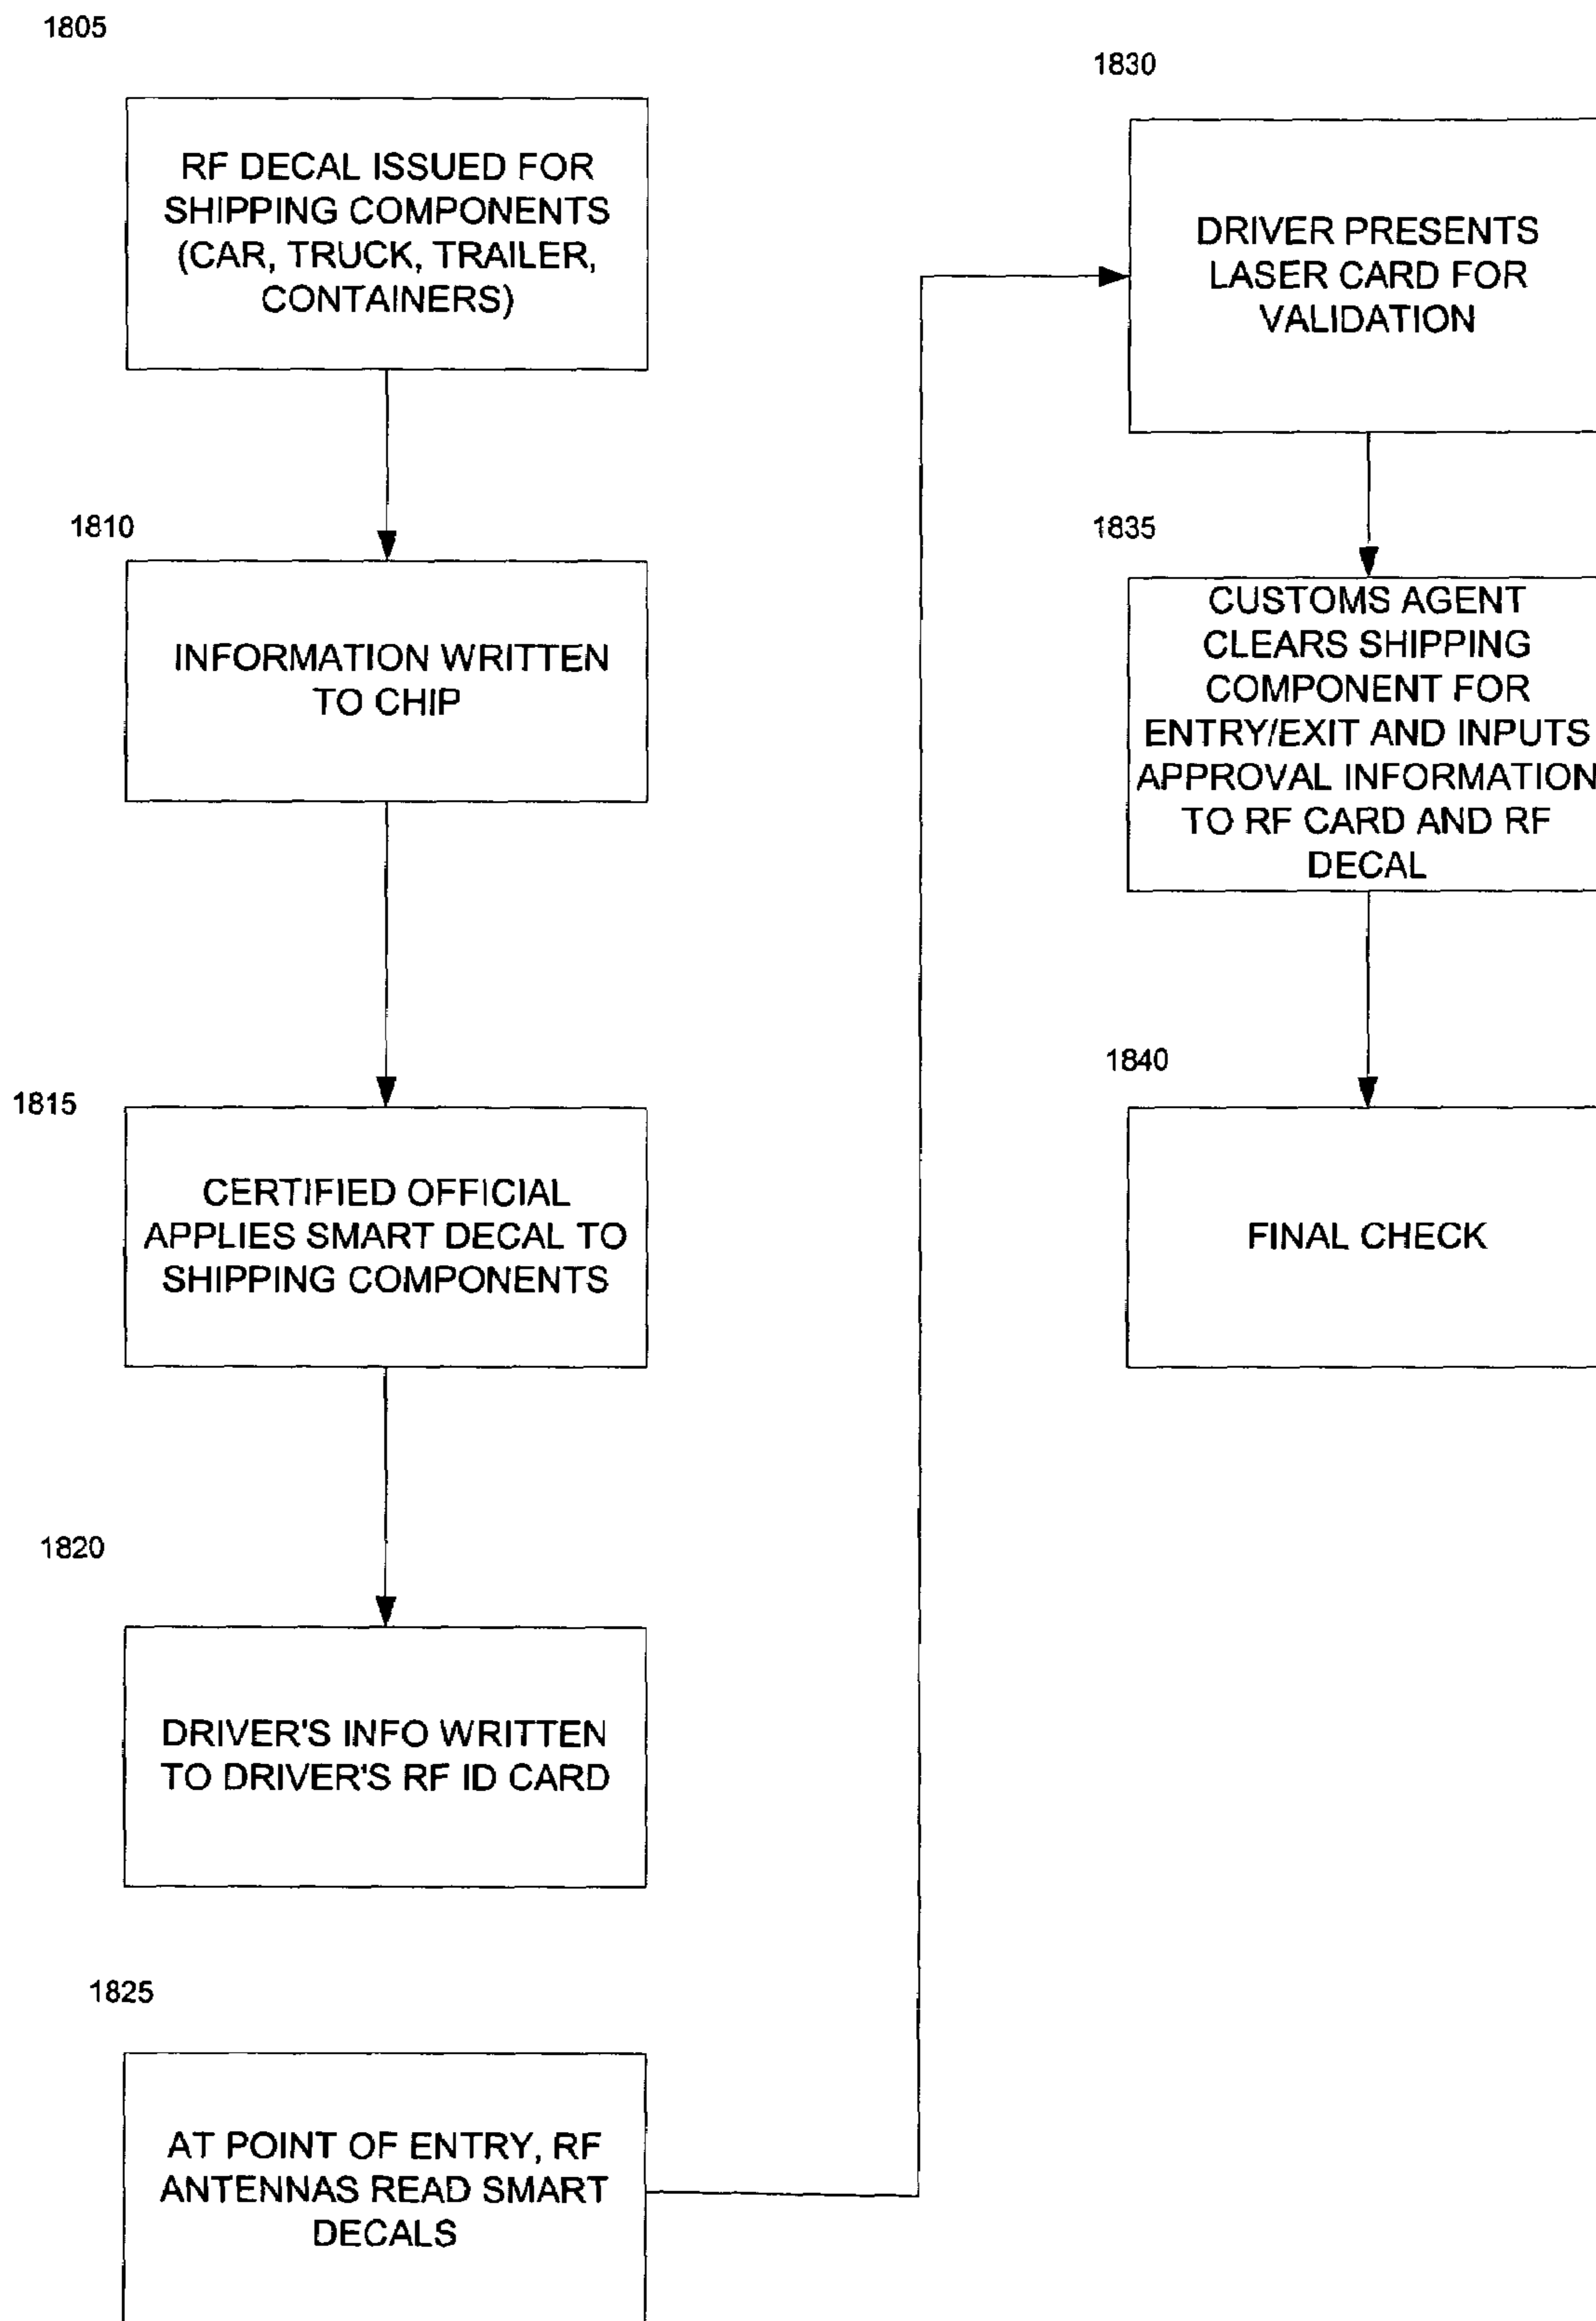 1805
RF DECAL ISSUED FOR
SHIPPING COMPONENTS
(CAR, TRUCK, TRAILER,
CONTAINERS)
1810
INFORMATION WRITTEN
TO CHIP
1815
CERTIFIED OFFICIAL
APPLIES SMART DECAL TO
SHIPPING COMPONENTS
1820
DRIVER'S INFO WRITTEN
TO DRIVER'S RF ID CARD
1825
AT POINT OF ENTRY, RF
ANTENNAS READ SMART
DECALS
1830
DRIVER PRESENTS
LASER CARD FOR
VALIDATION
1835
CUSTOMS AGENT
CLEARS SHIPPING
COMPONENT FOR
ENTRY/EXIT AND INPUTS
APPROVAL INFORMATION
TO RF CARD AND RF
DECAL
1840
FINAL CHECK